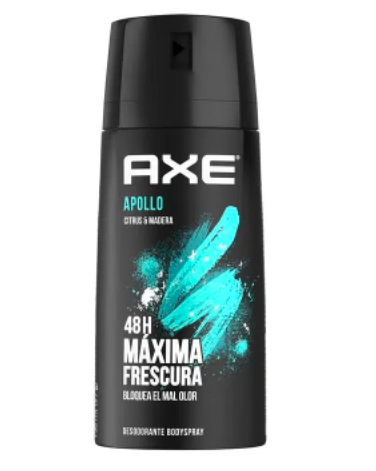 AXE
APOLLO
CITRUS & MADERA
48H
MÁXIMA
FRESCURA
BLOQUEA EL MAL OLOR
DESODORANTE BODYSPRAY